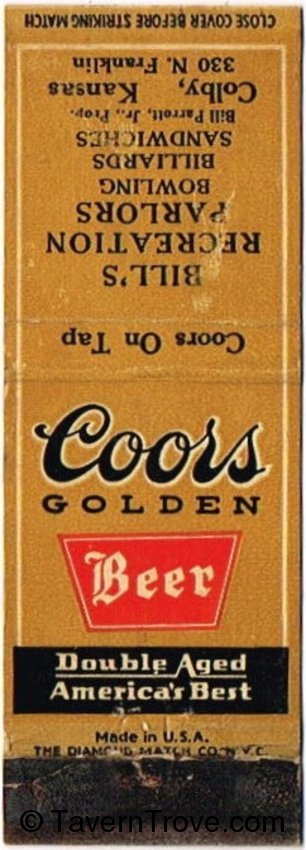 CLOSE COVER BEFORE STRIKING MATCH
BILL'S
RECREATION
PARLORS
BOWLING
BILLIARDS
SANDWICHES
Bill Parrott, Jr., Prop.
Colby, Kansas
330 N. Franklin
Coors On Tap
Coors
GOLDEN
Beer
Double Aged
America's Best
Made in U.S.A.
THE DIAMOND MATCH CO. N.Y.C.
© TavernTrove.com